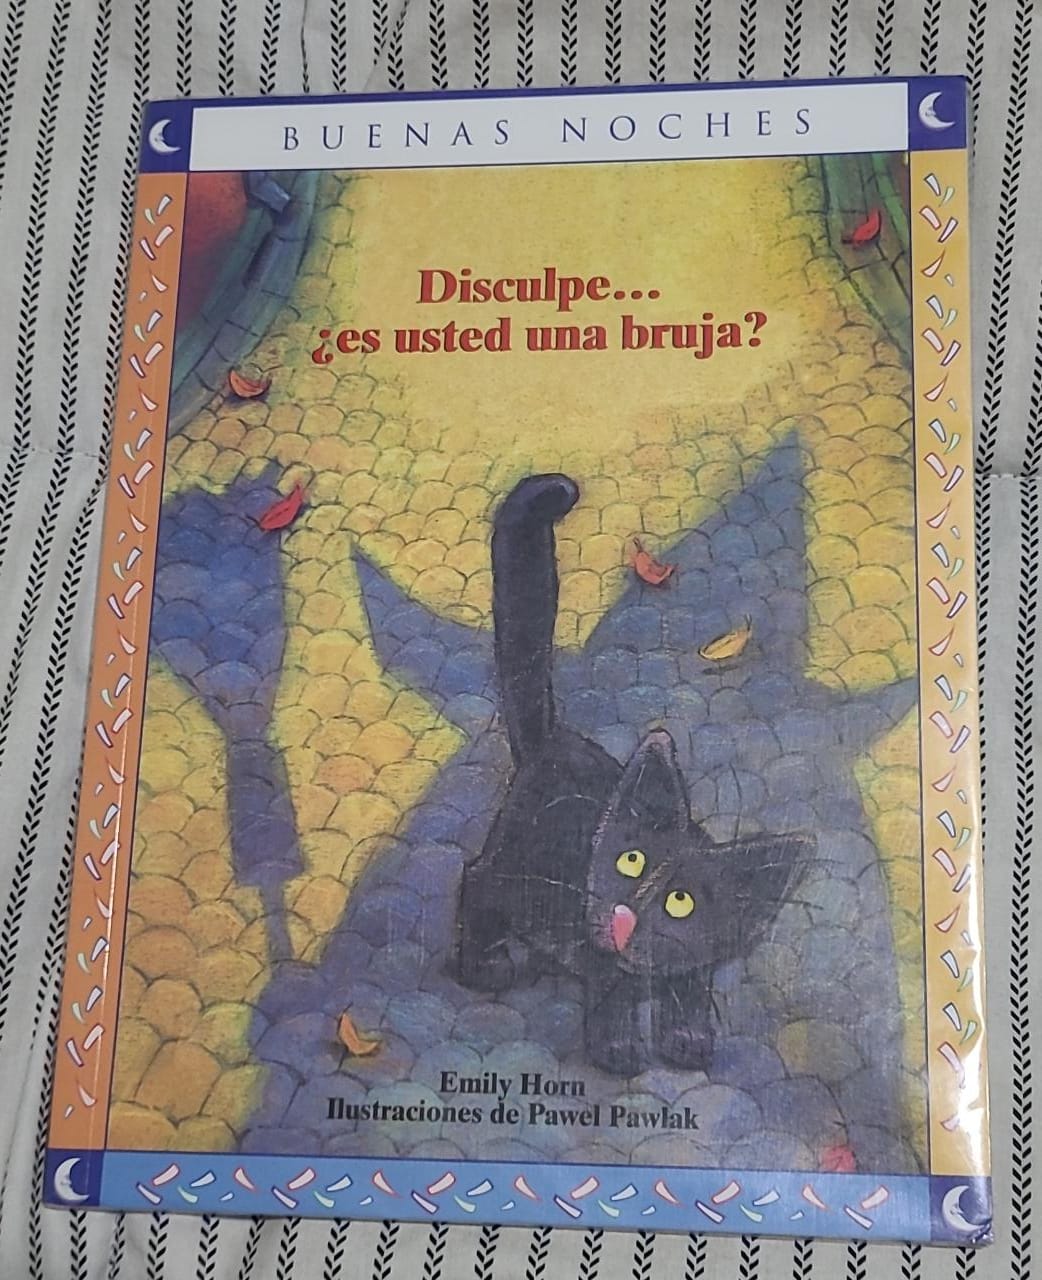 BUENAS NOCHES
Disculpe...
¿es usted una bruja?
Emily Horn
Ilustraciones de Pawel Pawlak